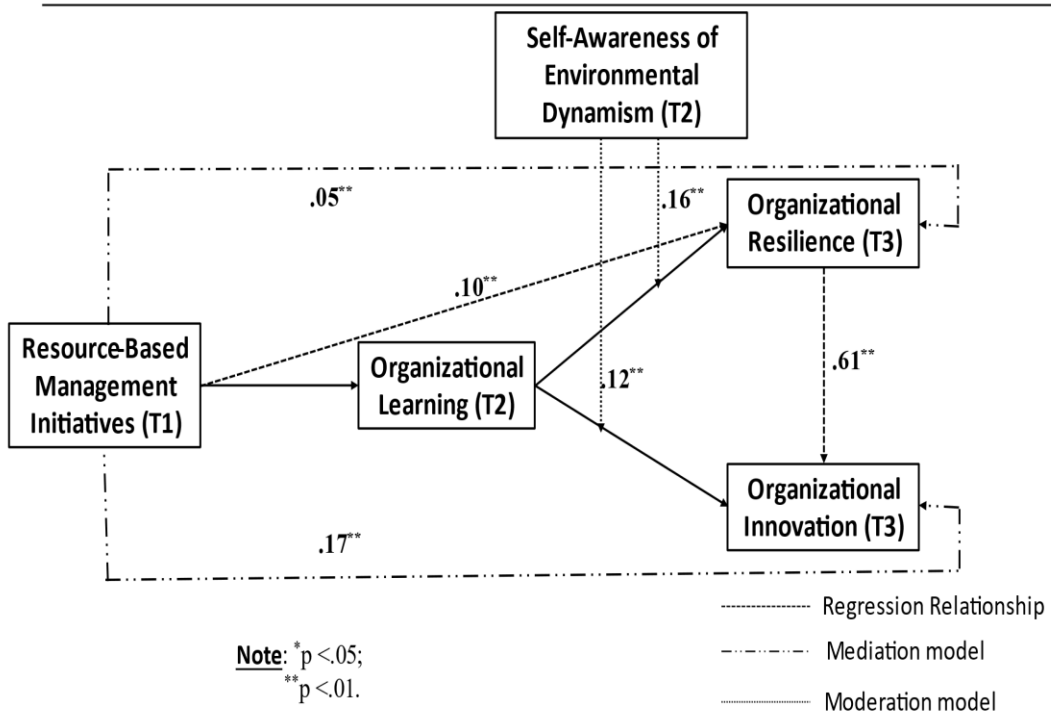 Self-Awareness of
Environmental
Dynamism (T2)
.05**
.16**
Organizational
Resilience (T3)
.10**
Resource-Based
Management
Initiatives (T1)
Organizational
Learning (T2)
.12**
.61**
Organizational
Innovation (T3)
.17**
Regression Relationship
Mediation model
Moderation model
Note: *p <.05;
**p <.01.